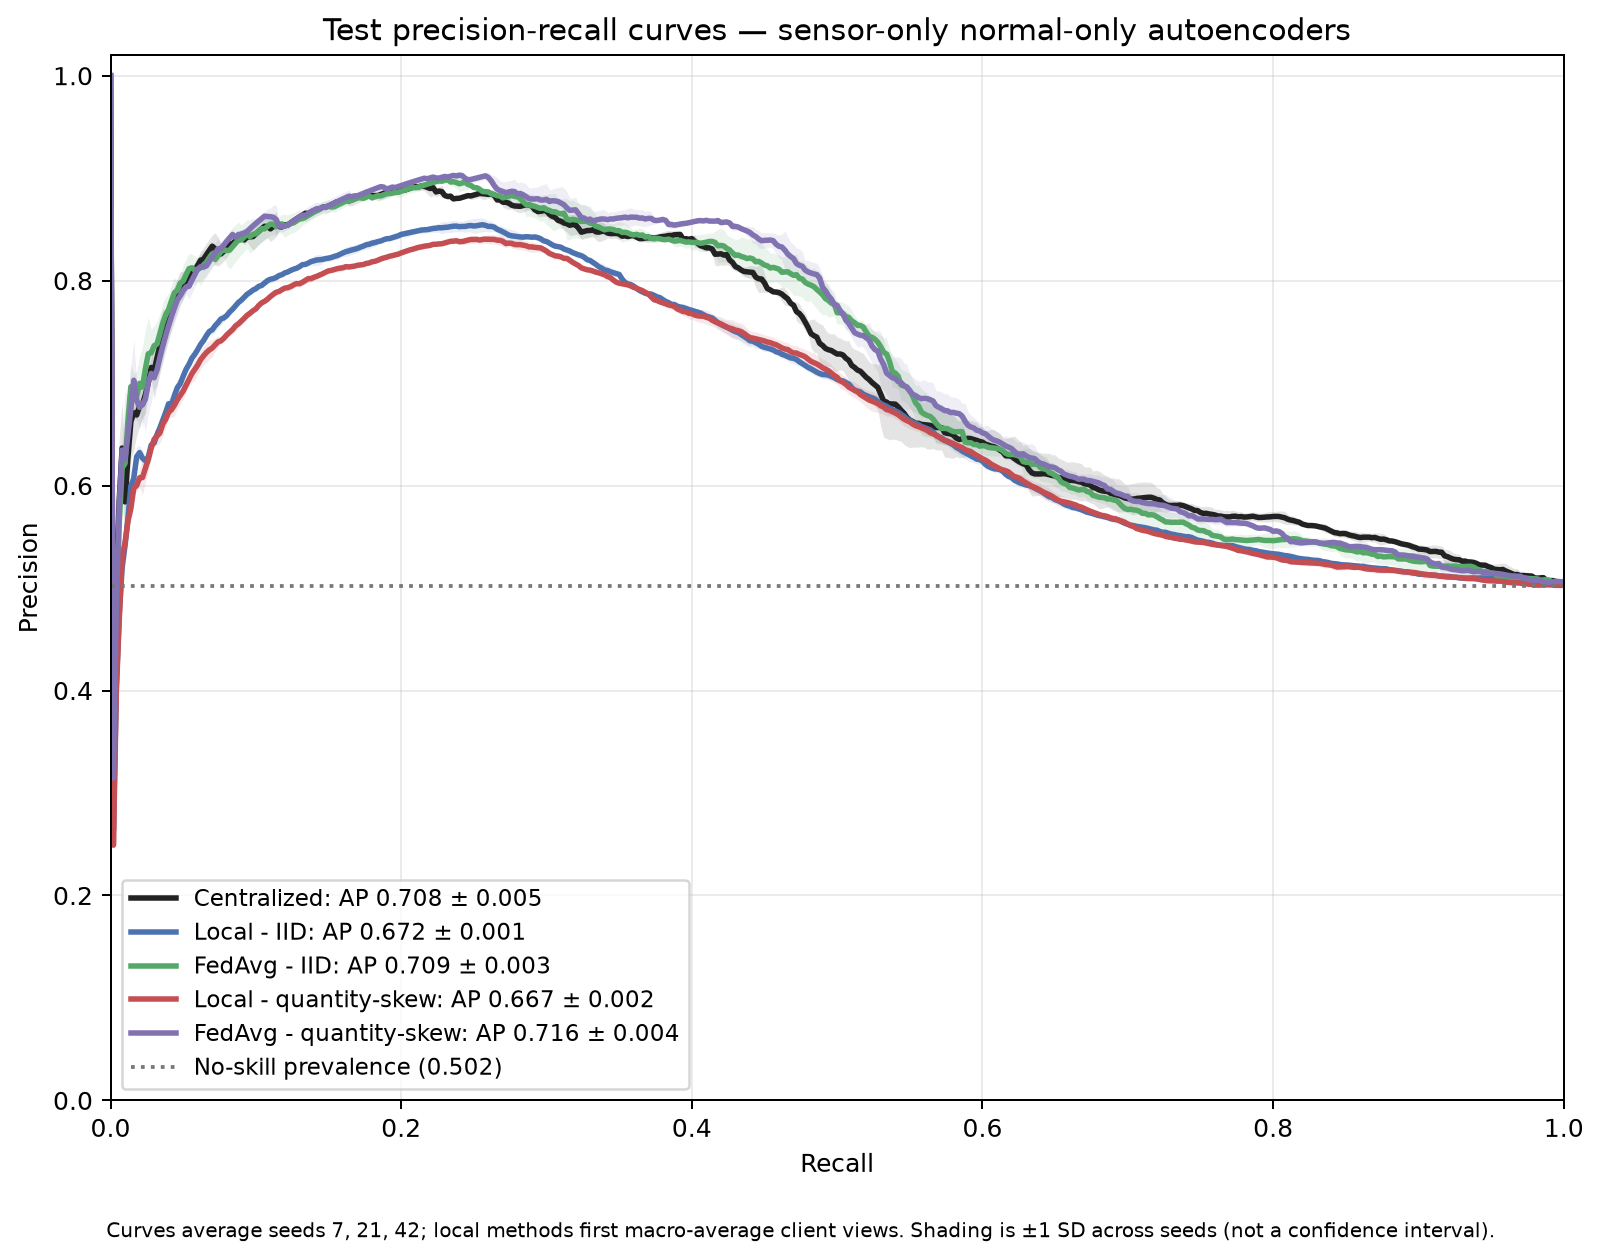 Test precision-recall curves — sensor-only normal-only autoencoders
1.0
0.8
0.6
0.4
0.2
0.0
Precision
Centralized: AP 0.708 ± 0.005
Local - IID: AP 0.672 ± 0.001
FedAvg - IID: AP 0.709 ± 0.003
Local - quantity-skew: AP 0.667 ± 0.002
FedAvg - quantity-skew: AP 0.716 ± 0.004
No-skill prevalence (0.502)
0.0 0.2 0.4 0.6 0.8 1.0
Recall
Curves average seeds 7, 21, 42; local methods first macro-average client views. Shading is ±1 SD across seeds (not a confidence interval).